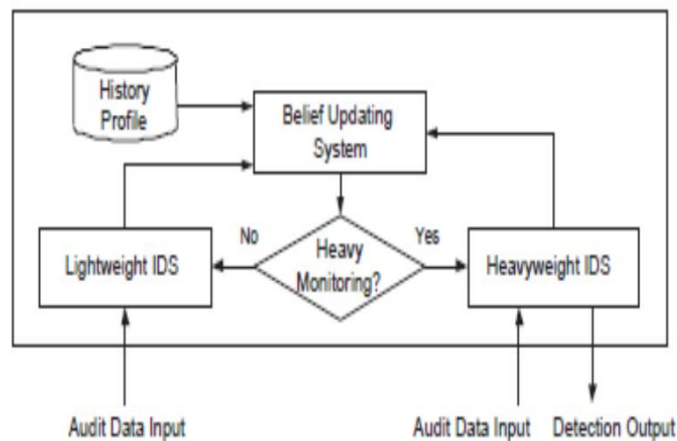 History
Profile
Belief Updating
System
No
Heavy
Monitoring?
Yes
Lightweight IDS
Heavyweight IDS
Audit Data Input
Audit Data Input
Detection Output